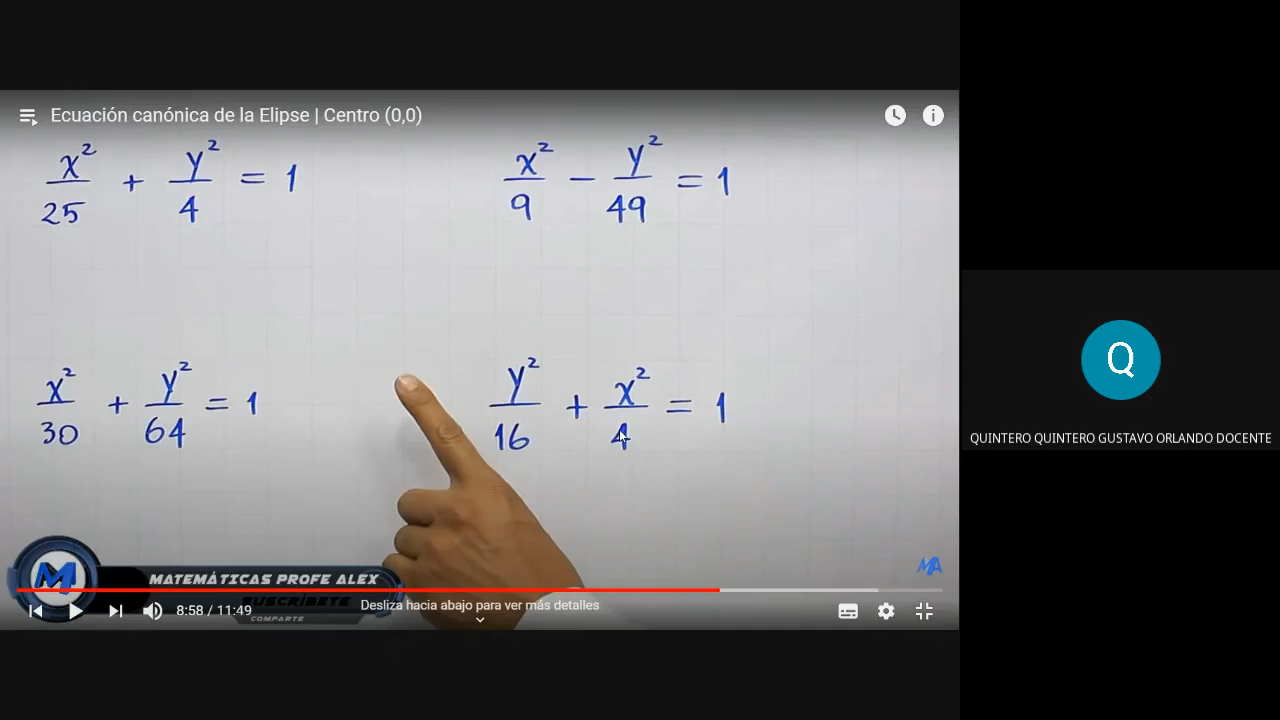 Ecuación canónica de la Elipse | Centro (0,0)
x²/25 + y²/4 = 1
x²/9 - y²/49 = 1
x²/30 + y²/64 = 1
y²/16 + x²/4 = 1
MATEMÁTICAS PROFE ALEX
SUSCRÍBETE
COMPARTE
MA
8:58 / 11:49
Desliza hacia abajo para ver más detalles
Q
QUINTERO QUINTERO GUSTAVO ORLANDO DOCENTE